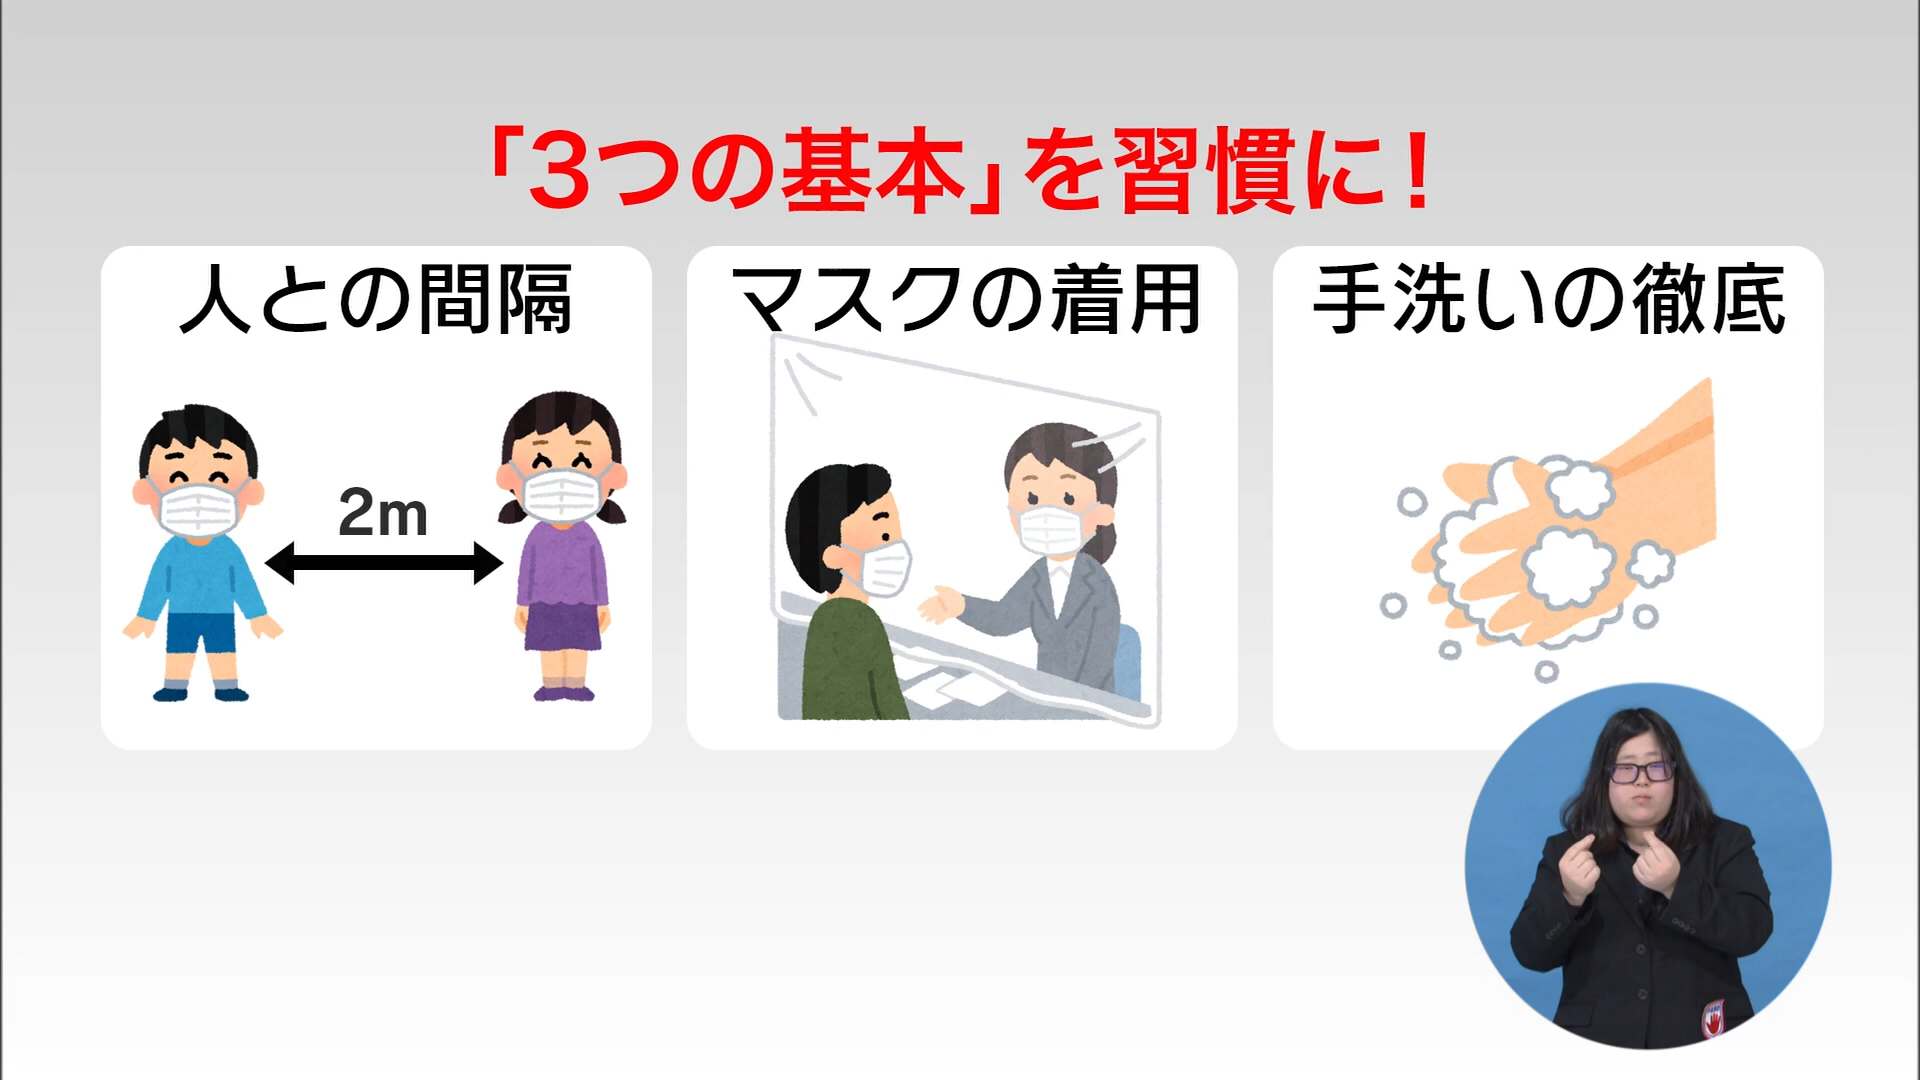 「3つの基本」を習慣に!
人との間隔
マスクの着用
手洗いの徹底
2m